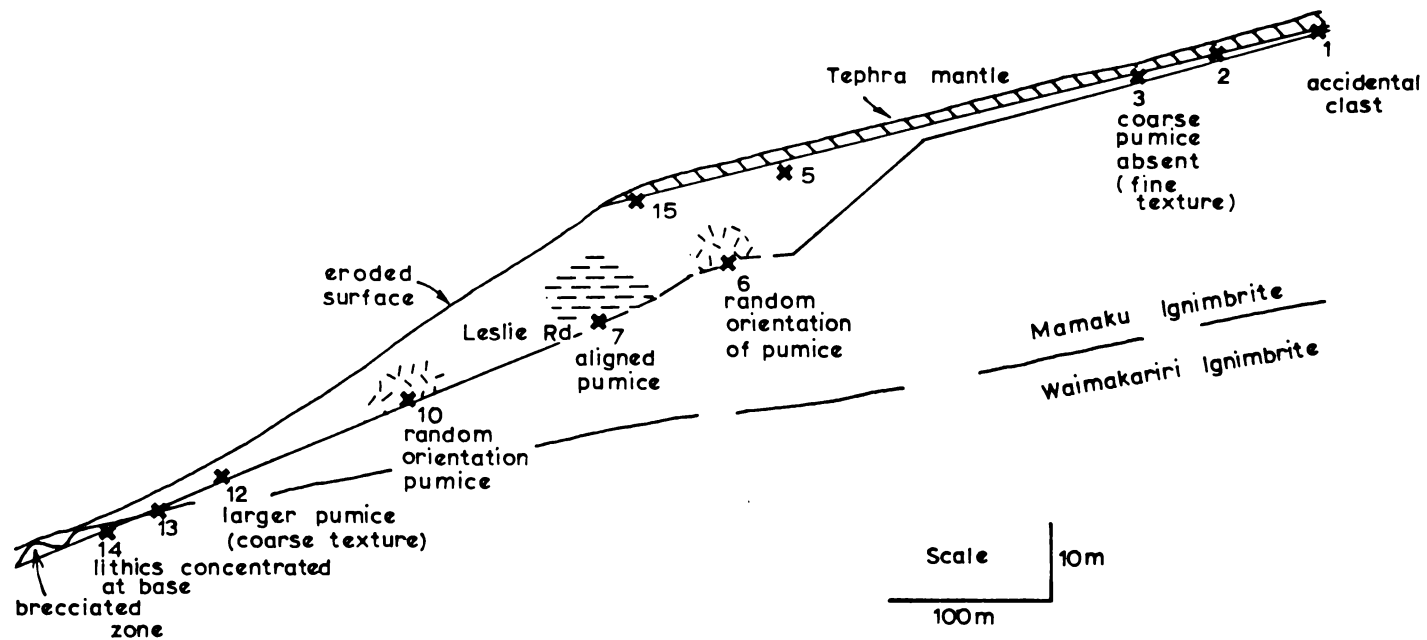 Tephra mantle
1
accidental
clast
2
3
coarse
pumice
absent
(fine
texture)
5
15
6
random
orientation
of pumice
eroded
surface
Leslie Rd
7
aligned
pumice
Mamaku Ignimbrite
Waimakariri Ignimbrite
10
random
orientation
pumice
12
larger pumice
(coarse texture)
13
14
lithics concentrated
at base
brecciated
zone
Scale
10m
100m